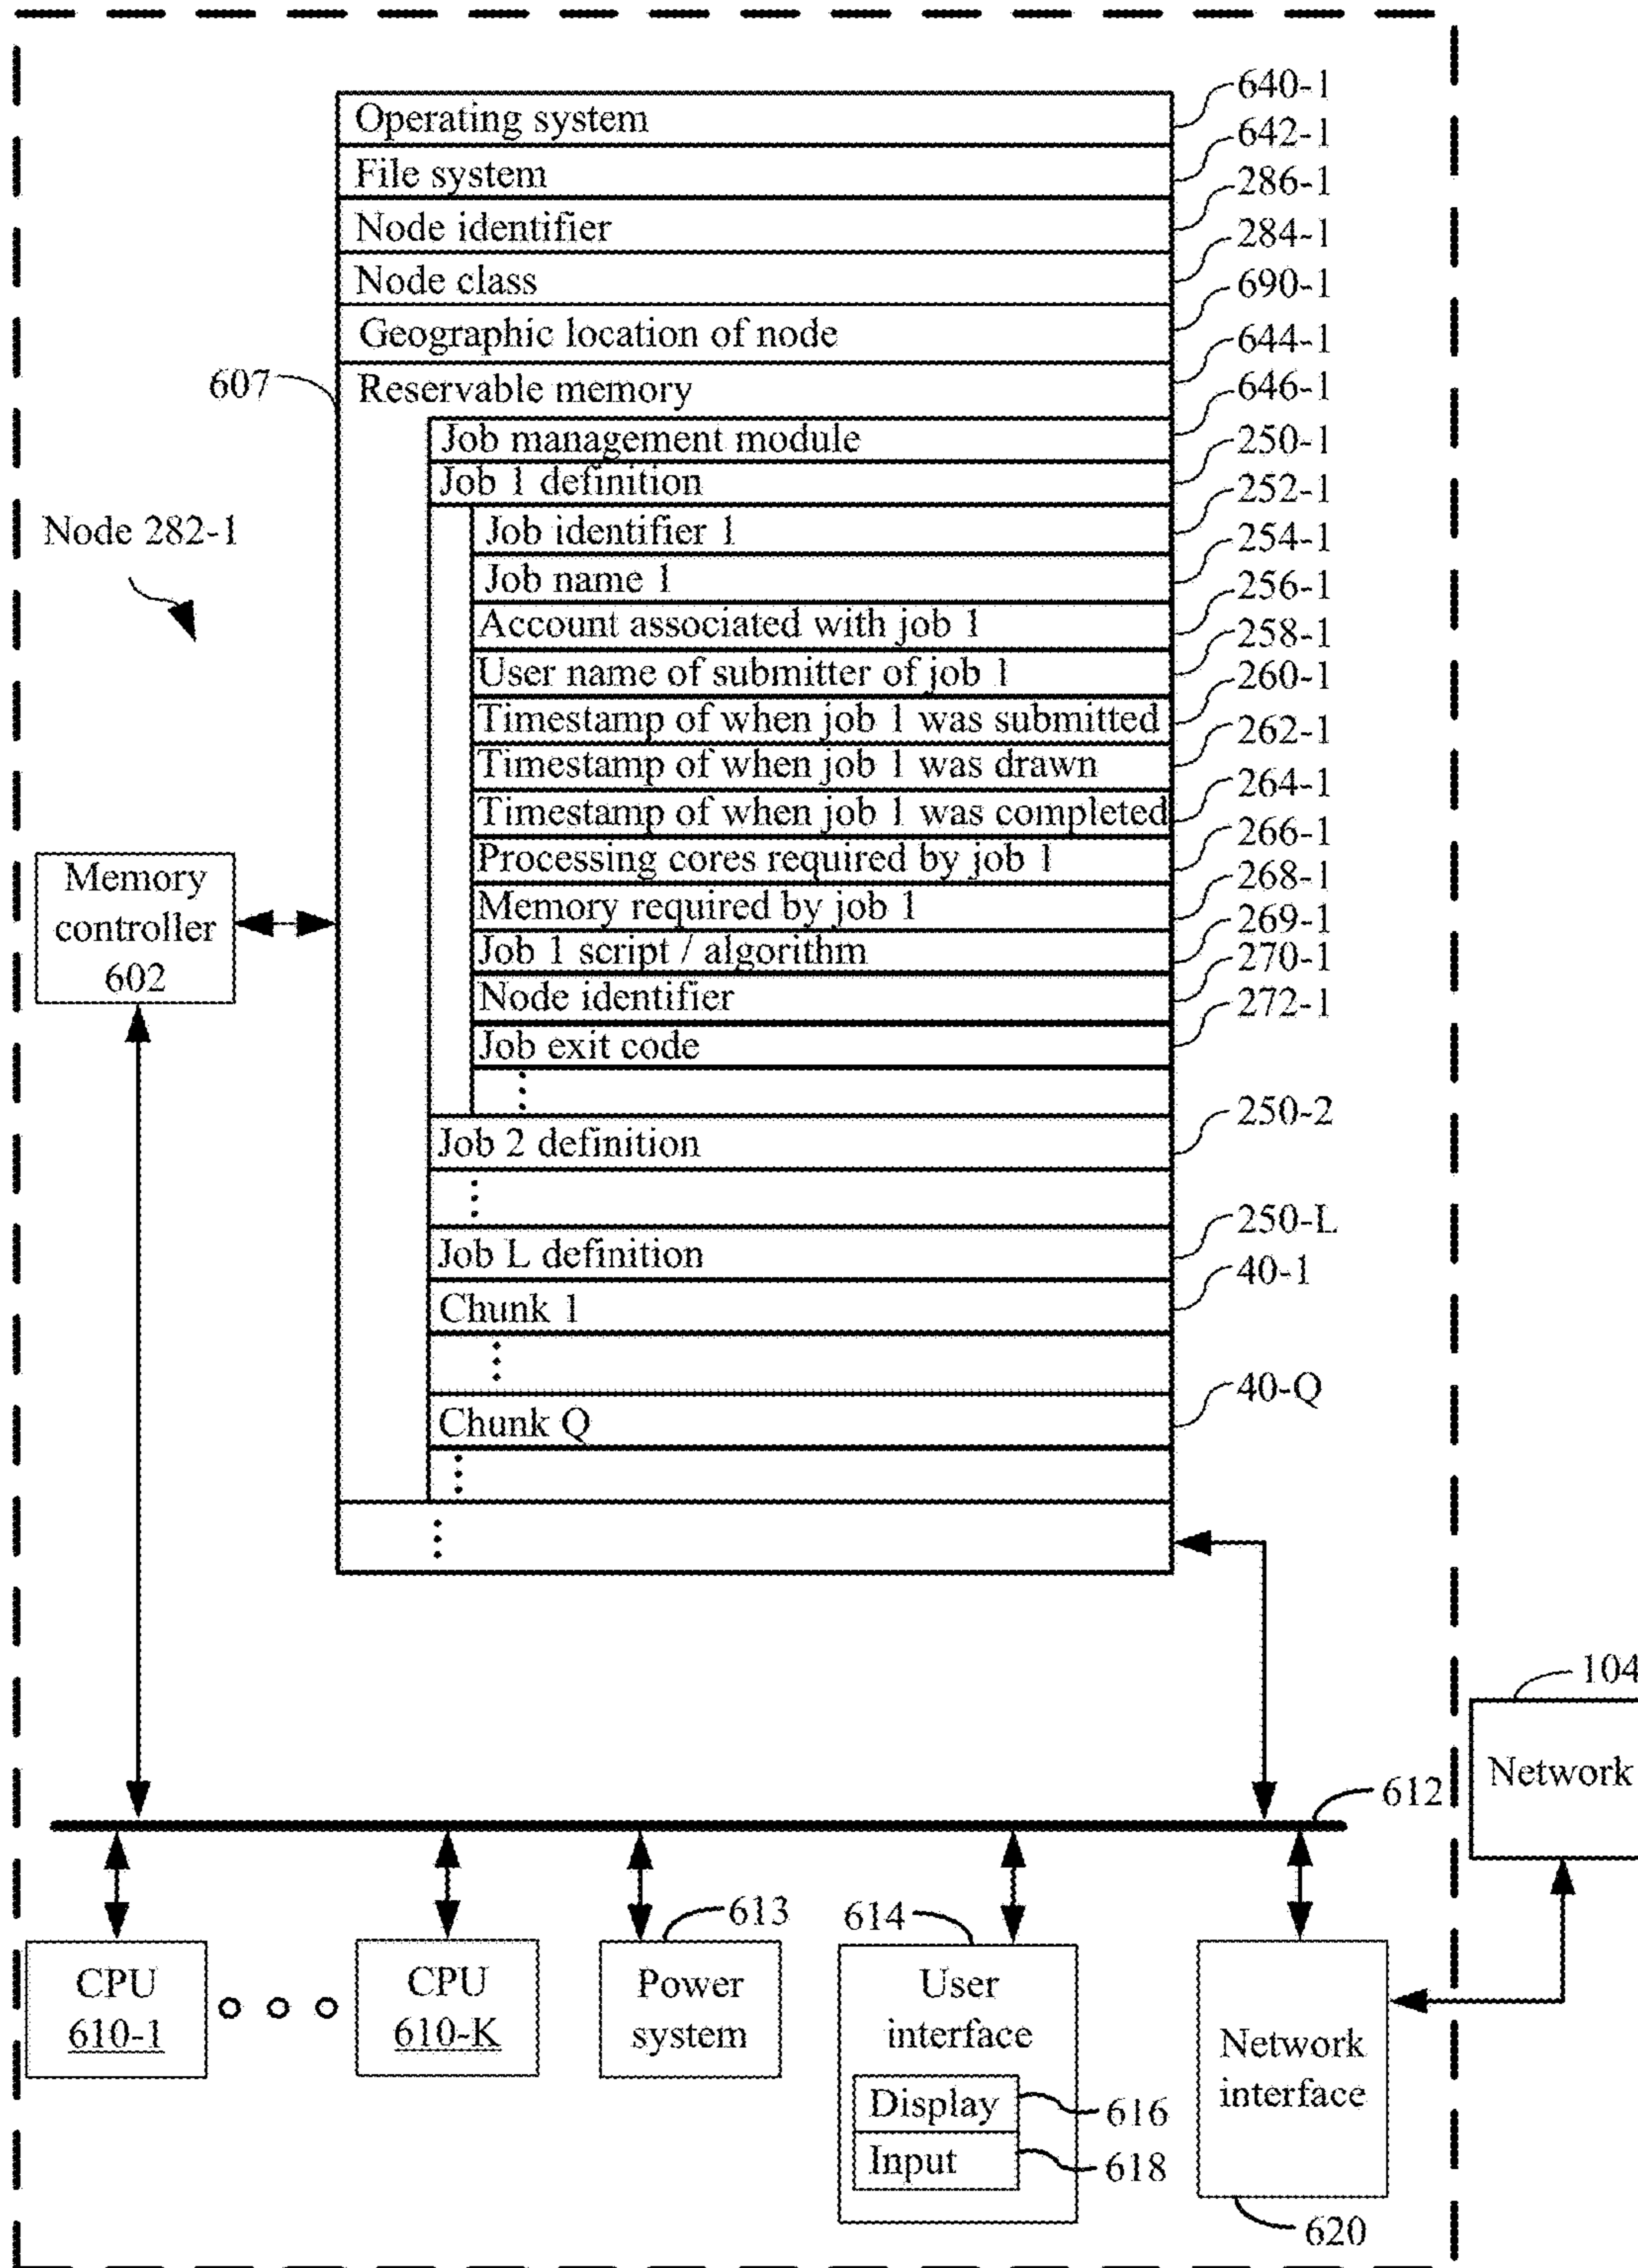 Operating system 640-1
File system 642-1
Node identifier 286-1
Node class 284-1
Geographic location of node 690-1
607 Reservable memory 644-1
Job management module 646-1
Job 1 definition 250-1
Node 282-1
Job identifier 1 252-1
Job name 1 254-1
Account associated with job 1 256-1
User name of submitter of job 1 258-1
Timestamp of when job 1 was submitted 260-1
Timestamp of when job 1 was drawn 262-1
Timestamp of when job 1 was completed 264-1
Processing cores required by job 1 266-1
Memory required by job 1 268-1
Job 1 script / algorithm 269-1
Node identifier 270-1
Job exit code 272-1
Memory
controller
602
Job 2 definition 250-2
Job L definition 250-L
Chunk 1 40-1
Chunk Q 40-Q
104
Network
612
CPU
610-1
CPU
610-K
613
Power
system
614
User
interface
Display 616
Input 618
Network
interface
620